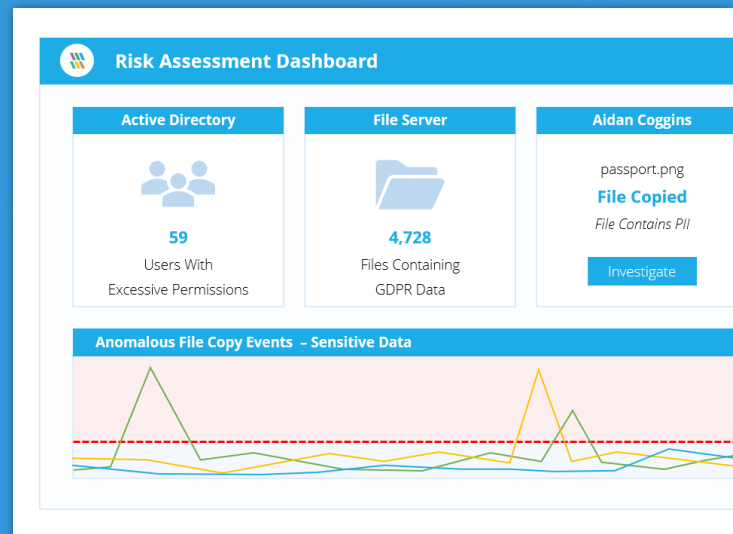 Risk Assessment Dashboard
Active Directory
59
Users With
Excessive Permissions
File Server
4,728
Files Containing
GDPR Data
Aidan Coggins
passport.png
File Copied
File Contains PII
Investigate
Anomalous File Copy Events – Sensitive Data